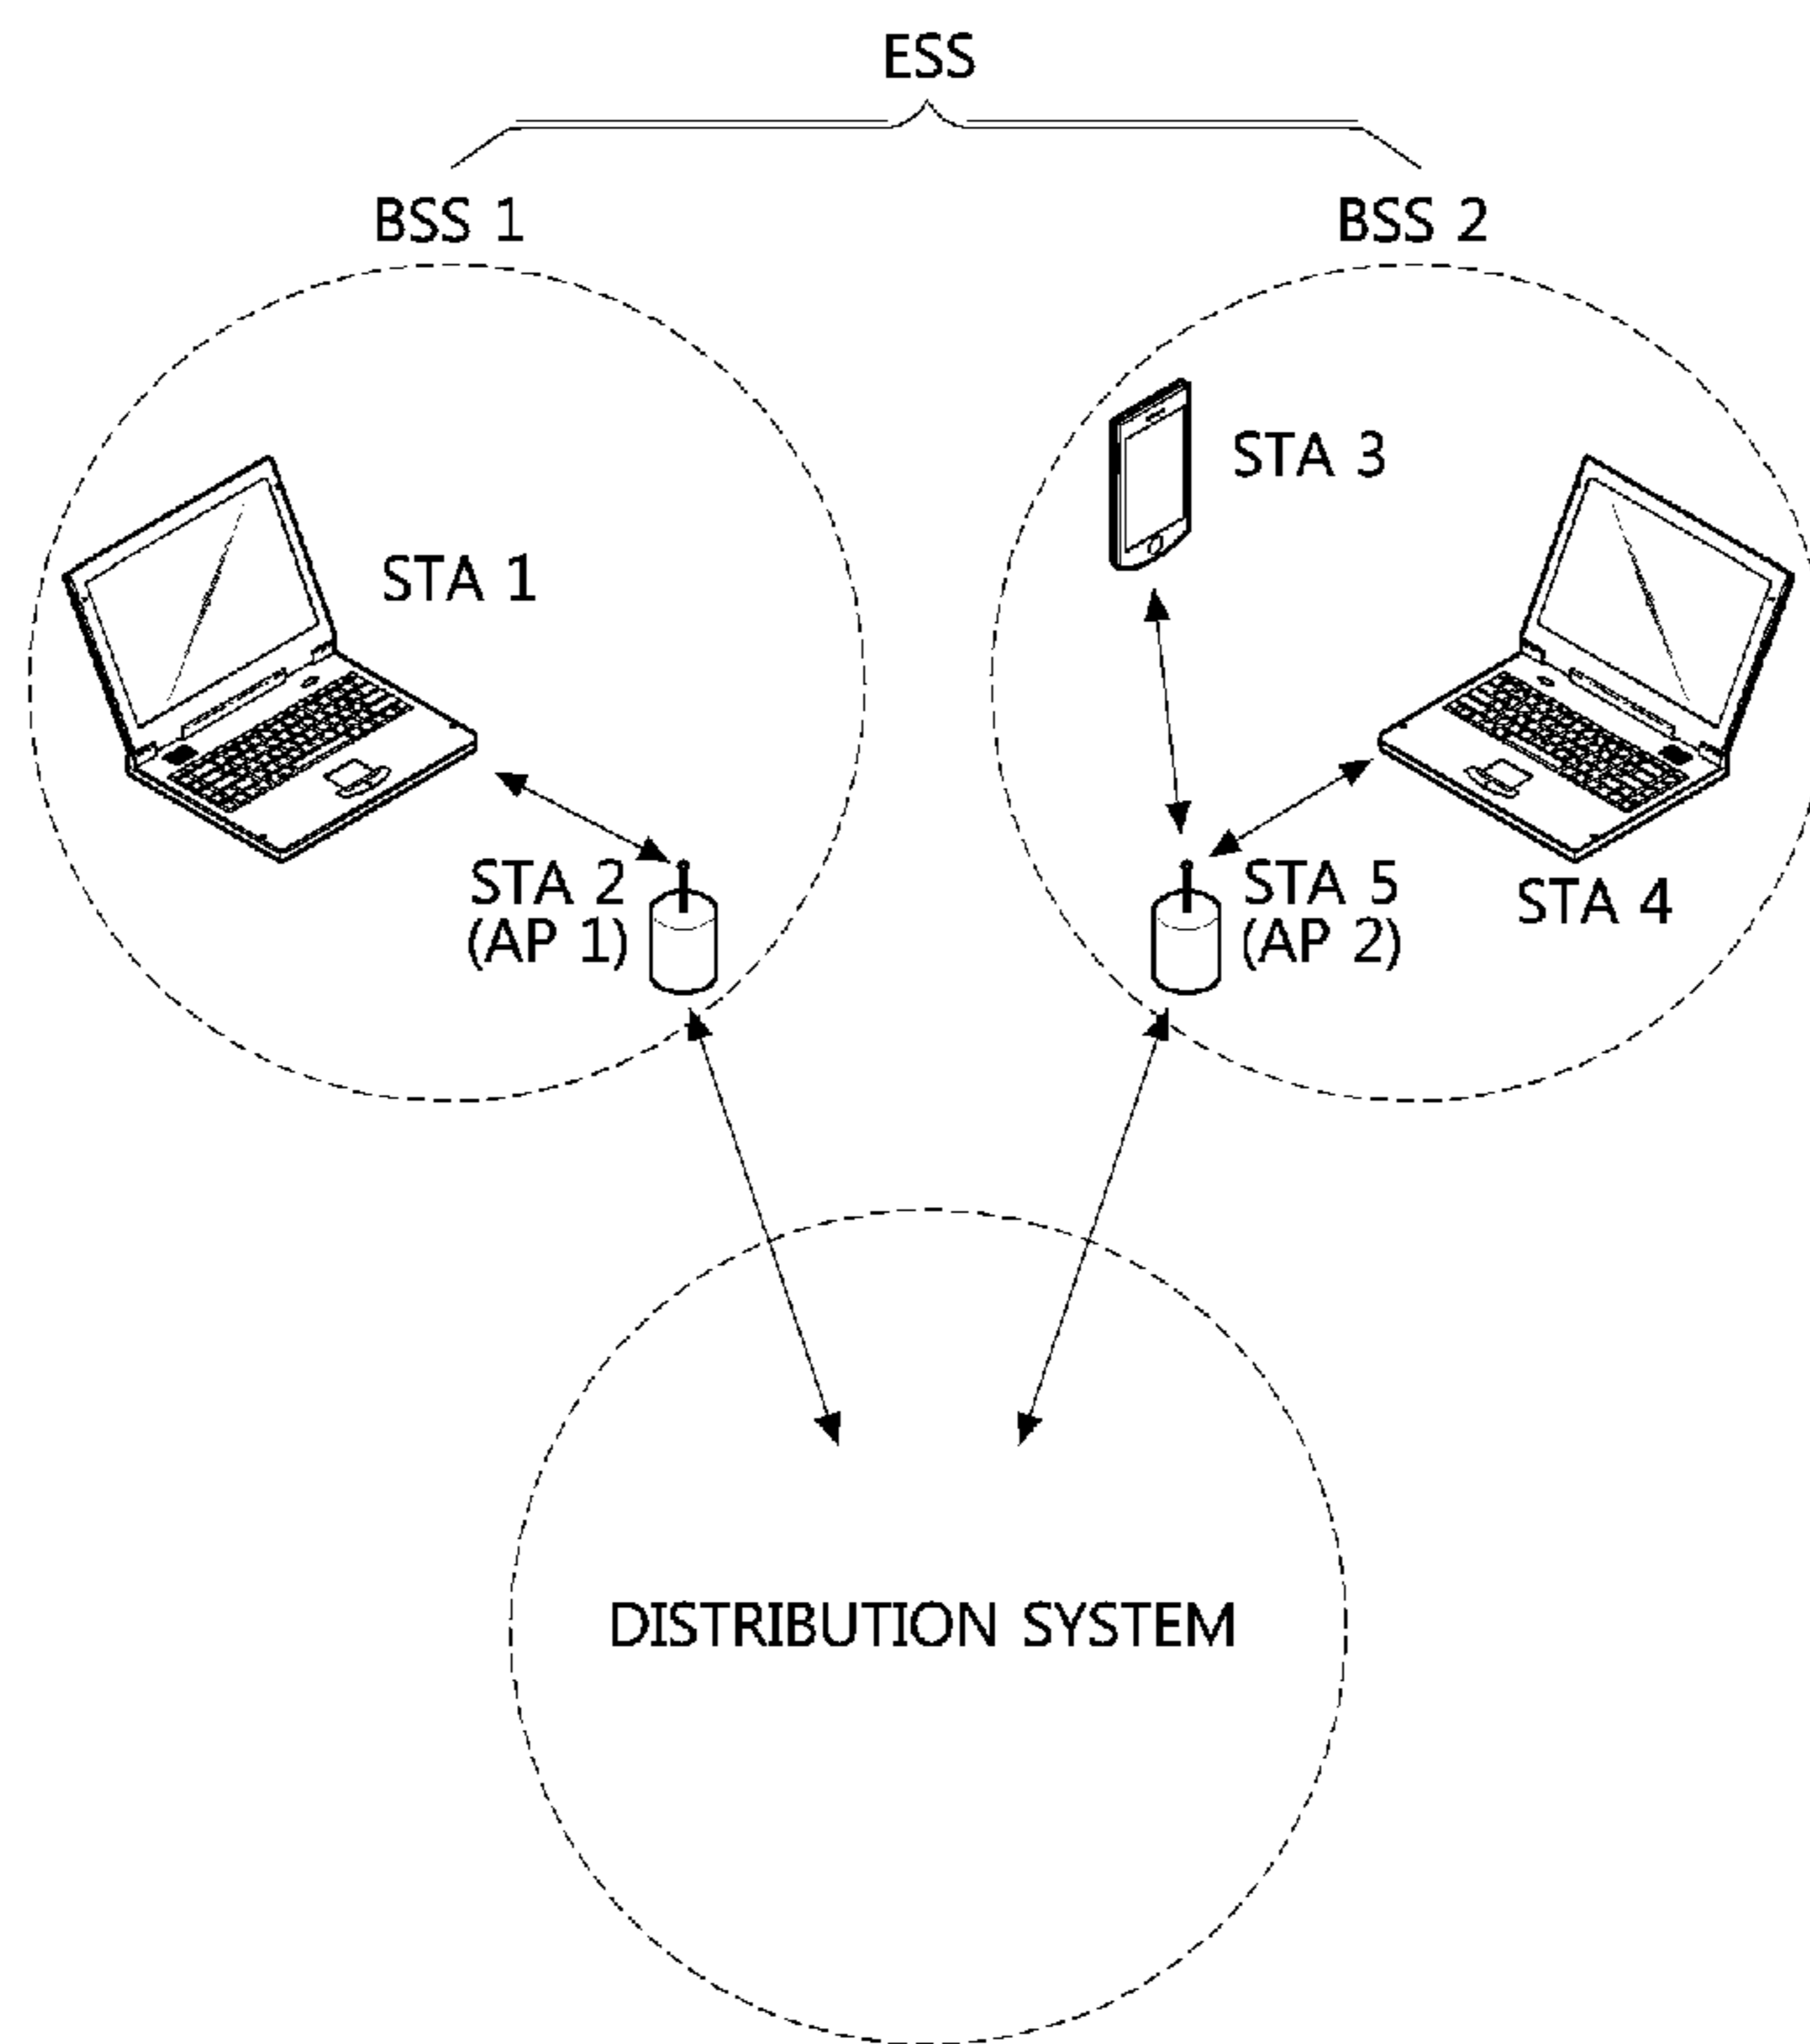 ESS
BSS 1
BSS 2
STA 3
STA 1
STA 2
(AP 1)
STA 5
(AP 2)
STA 4
DISTRIBUTION SYSTEM